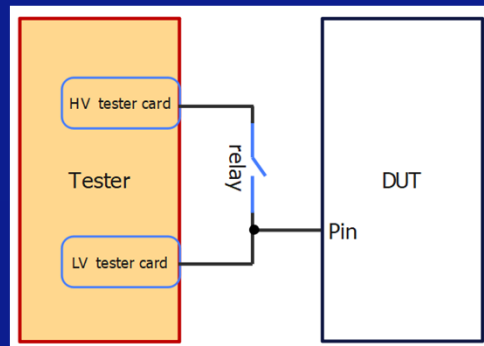 HV tester card
relay
Tester
DUT
Pin
LV tester card